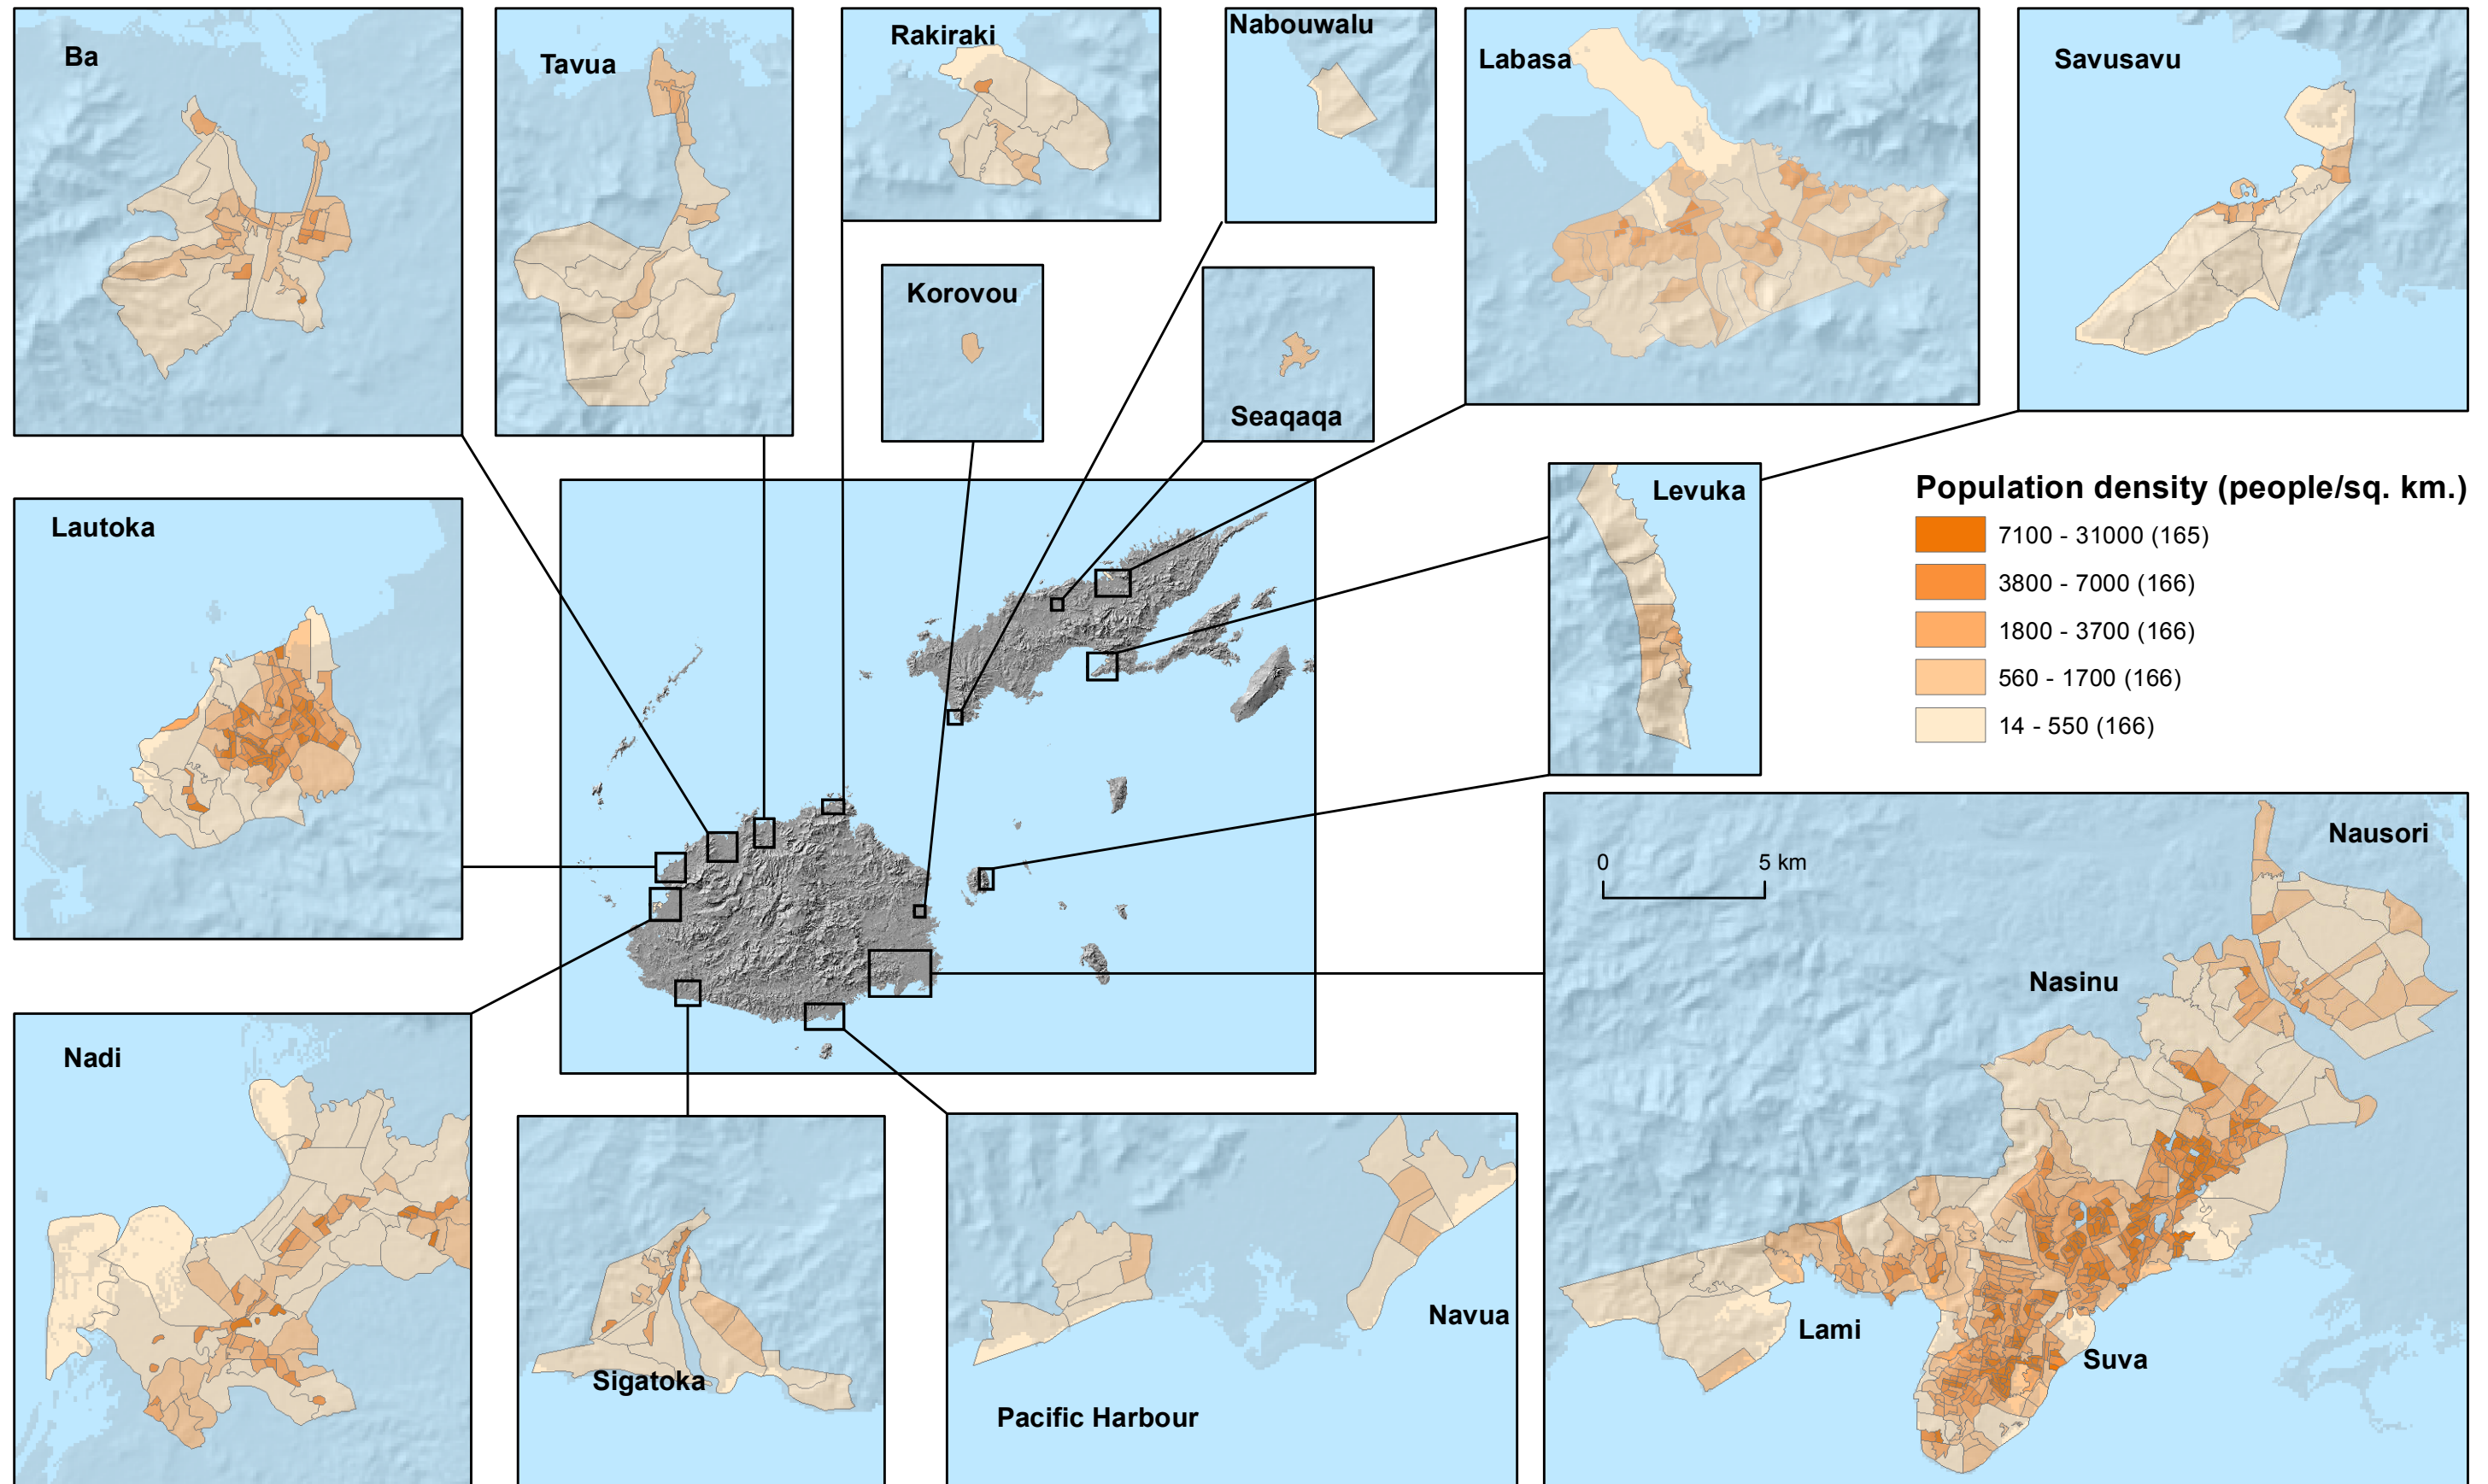 Ba
Tavua
Rakiraki
Nabouwalu
Labasa
Savusavu
Korovou
Seaqaqa
Levuka
Population density (people/sq. km.)
7100 - 31000 (165)
3800 - 7000 (166)
1800 - 3700 (166)
560 - 1700 (166)
14 - 550 (166)
Lautoka
Nausori
0 5 km
Nasinu
Nadi
Navua
Lami
Suva
Sigatoka
Pacific Harbour